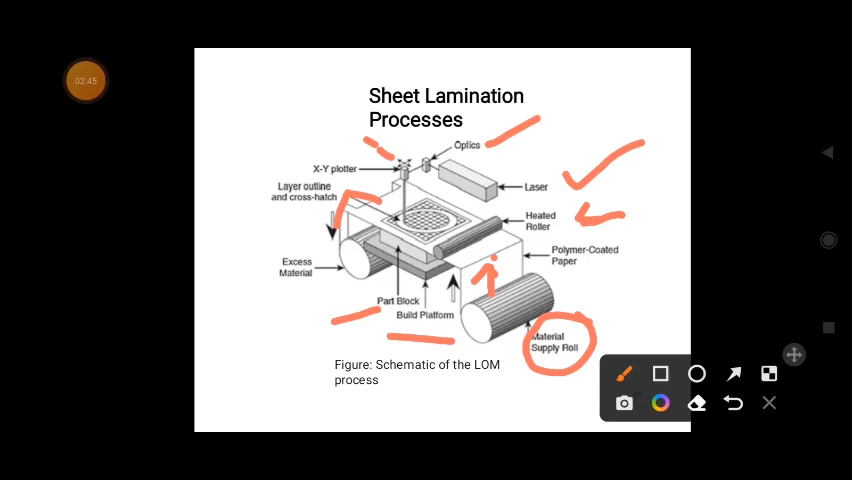 02:45
Sheet Lamination
Processes
Optics
X-Y plotter
Laser
Layer outline
and cross-hatch
Heated
Roller
Polymer-Coated
Paper
Excess
Material
Part Block
Build Platform
Material
Supply Roll
Figure: Schematic of the LOM
process